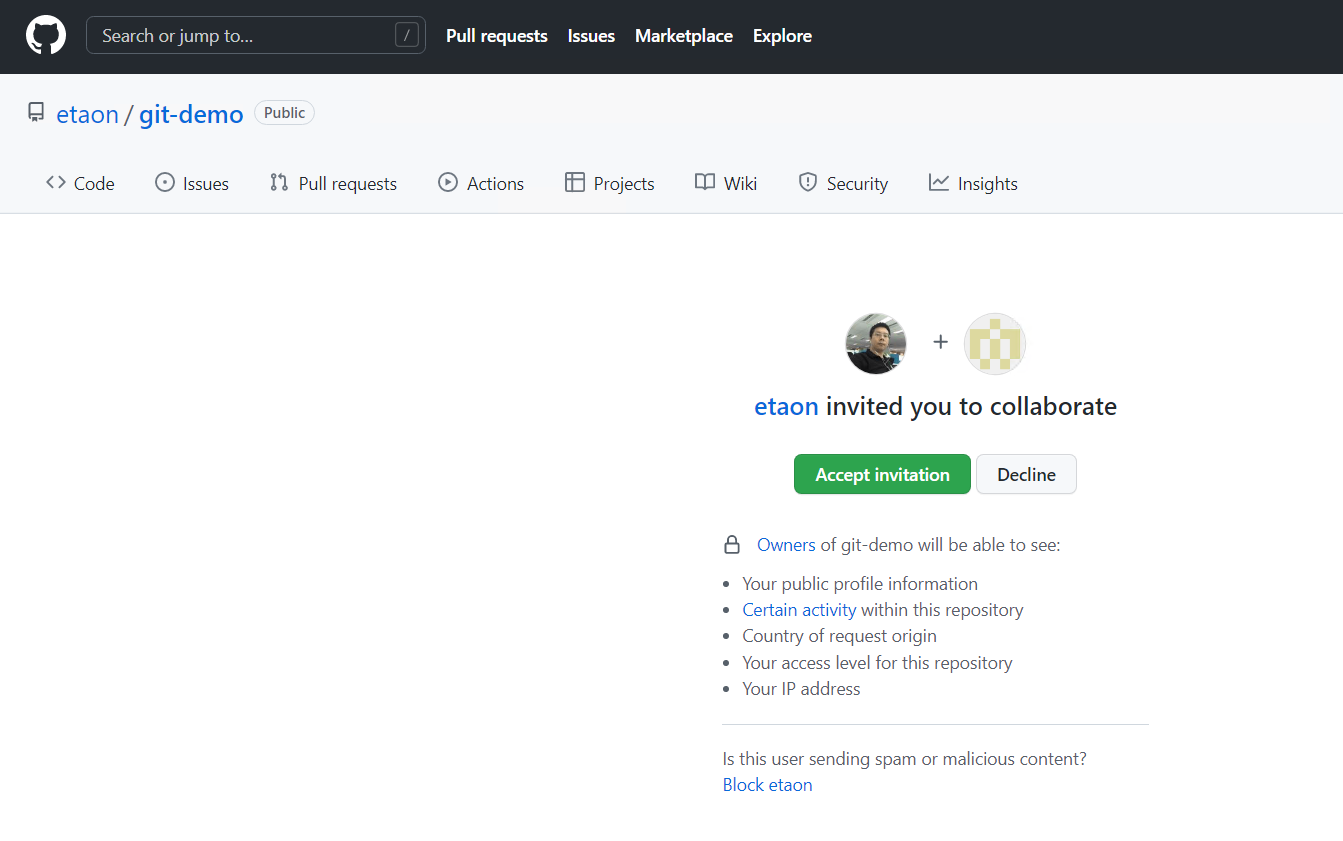 Search or jump to... /
Pull requests Issues Marketplace Explore
etaon / git-demo Public
Code Issues Pull requests Actions Projects Wiki Security Insights
+
etaon invited you to collaborate
Accept invitation Decline
Owners of git-demo will be able to see:
• Your public profile information
• Certain activity within this repository
• Country of request origin
• Your access level for this repository
• Your IP address
Is this user sending spam or malicious content?
Block etaon